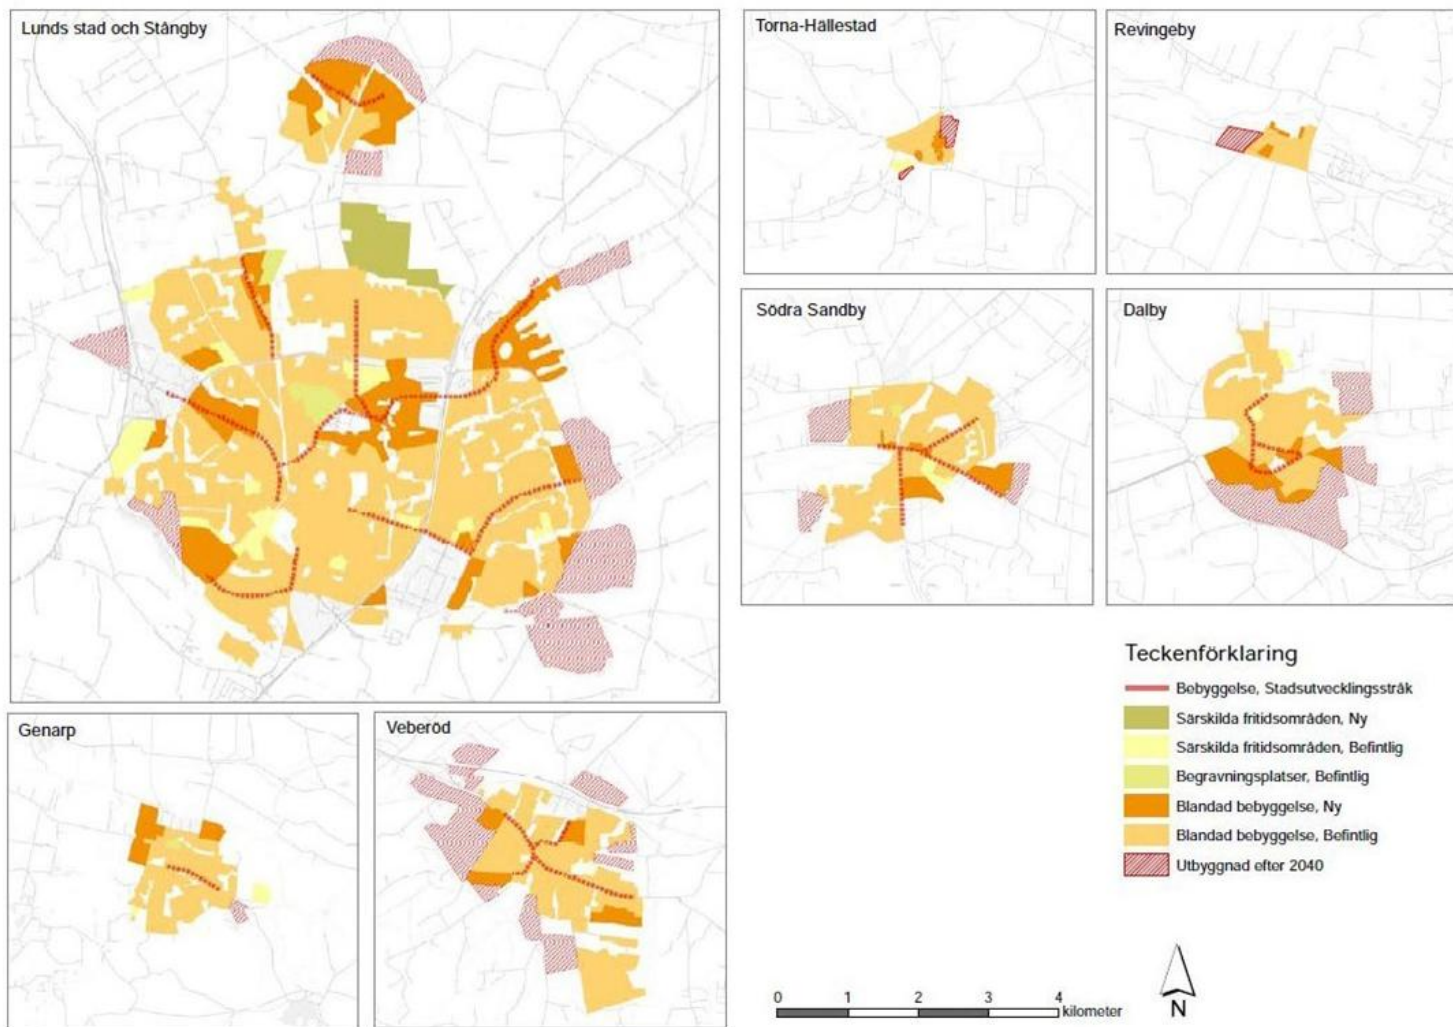 Lunds stad och Stångby
Torna-Hällestad
Revingeby
Södra Sandby
Dalby
Genarp
Veberöd
Teckenförklaring
Bebyggelse, Stadsutvecklingsstråk
Särskilda fritidsområden, Ny
Särskilda fritidsområden, Befintlig
Begravningsplatser, Befintlig
Blandad bebyggelse, Ny
Blandad bebyggelse, Befintlig
Utbyggnad efter 2040
0 1 2 3 4
kilometer
N